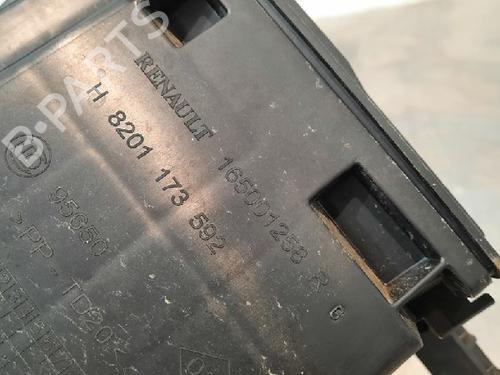 B-PARTS
RENAULT
165001258 R G
H 8201 173 592
95650
>PP-TD20<